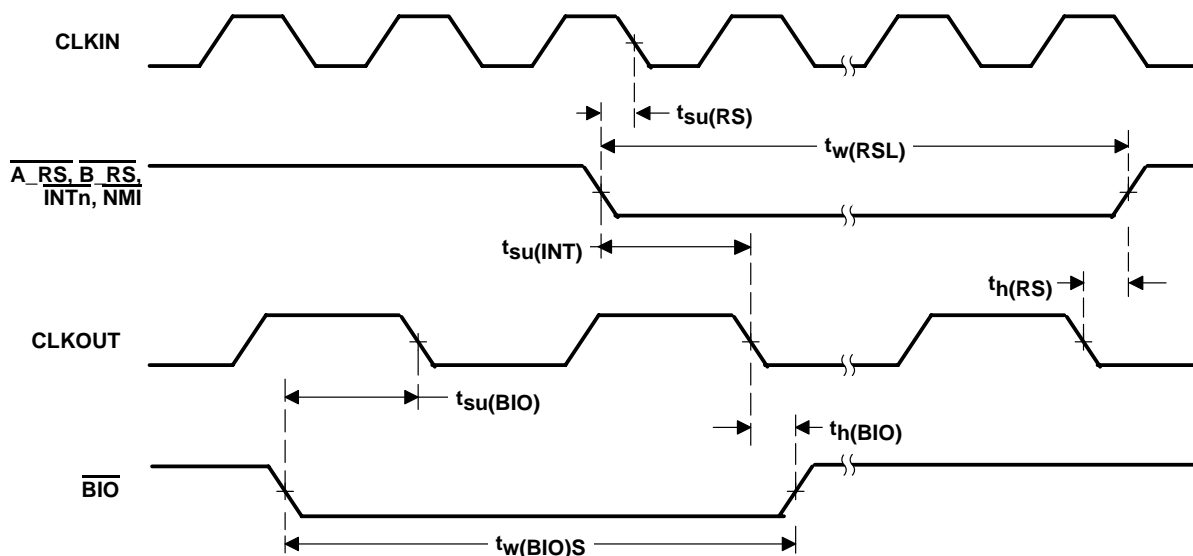 CLKIN
tsu(RS)
tw(RSL)
A_RS, B_RS,
INTn, NMI
tsu(INT)
th(RS)
CLKOUT
tsu(BIO)
th(BIO)
BIO
tw(BIO)S